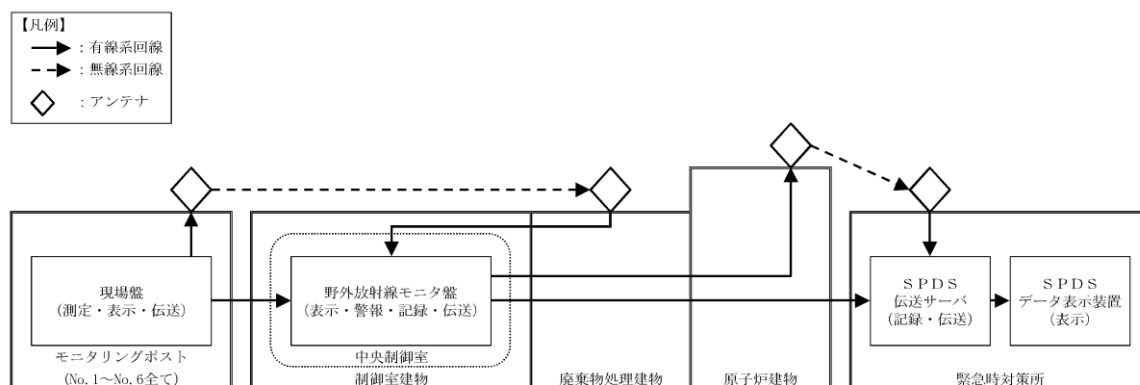 【凡例】
：有線系回線
：無線系回線
：アンテナ
現場盤
（測定・表示・伝送）
モニタリングポスト
（No.1～No.6全て）
野外放射線モニタ盤
（表示・警報・記録・伝送）
中央制御室
制御室建物
廃棄物処理建物
原子炉建物
ＳＰＤＳ
伝送サーバ
（記録・伝送）
ＳＰＤＳ
データ表示装置
（表示）
緊急時対策所